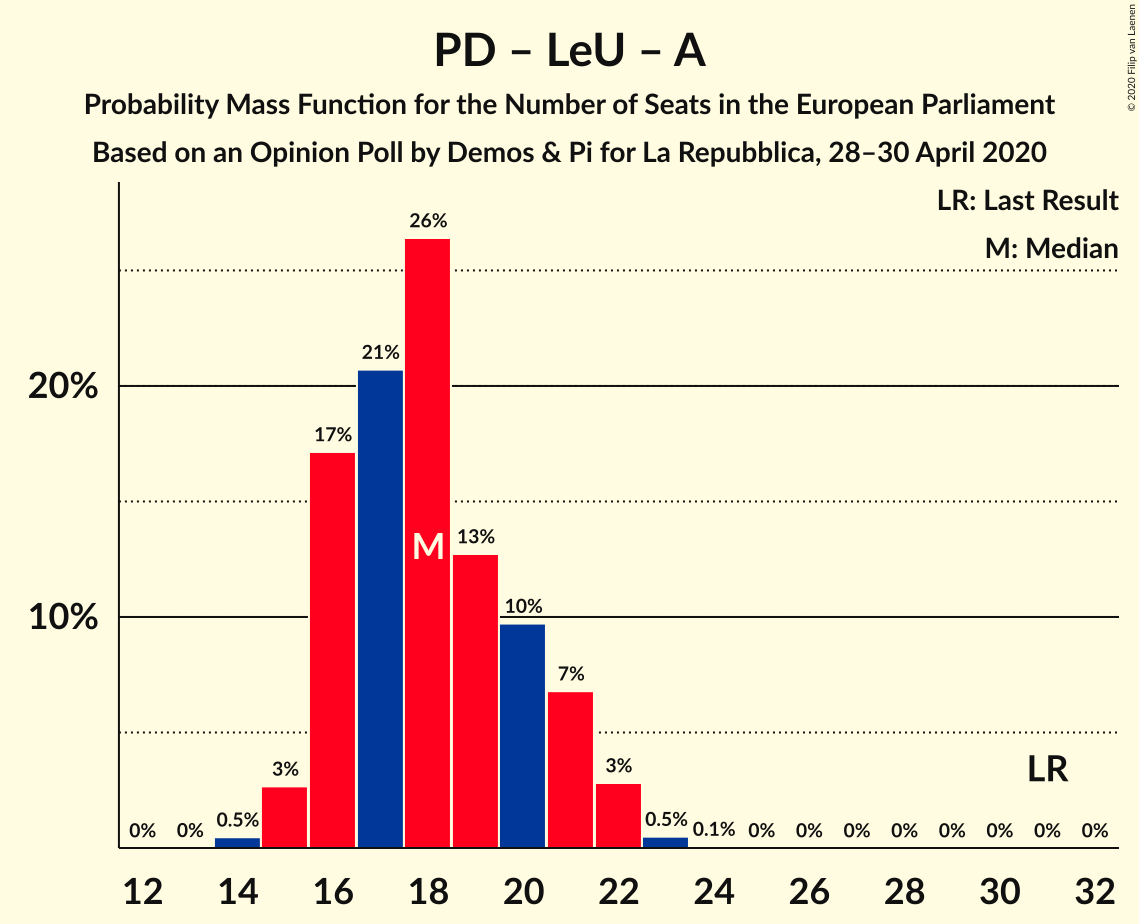 PD – LeU – A
Probability Mass Function for the Number of Seats in the European Parliament
Based on an Opinion Poll by Demos & Pi for La Repubblica, 28–30 April 2020
© 2020 Filip van Laenen
LR: Last Result
M: Median
26%
21%
20%
17%
M
13%
10%
10%
7%
LR
3%
3%
0% 0% 0.5% 0.5% 0.1% 0% 0% 0% 0% 0% 0% 0% 0%
12 14 16 18 20 22 24 26 28 30 32